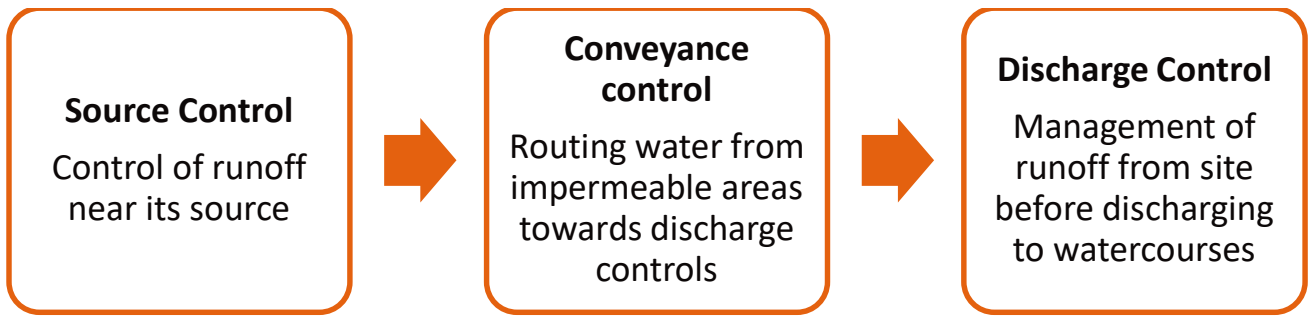 Source Control
Control of runoff
near its source
Conveyance
control
Routing water from
impermeable areas
towards discharge
controls
Discharge Control
Management of
runoff from site
before discharging
to watercourses